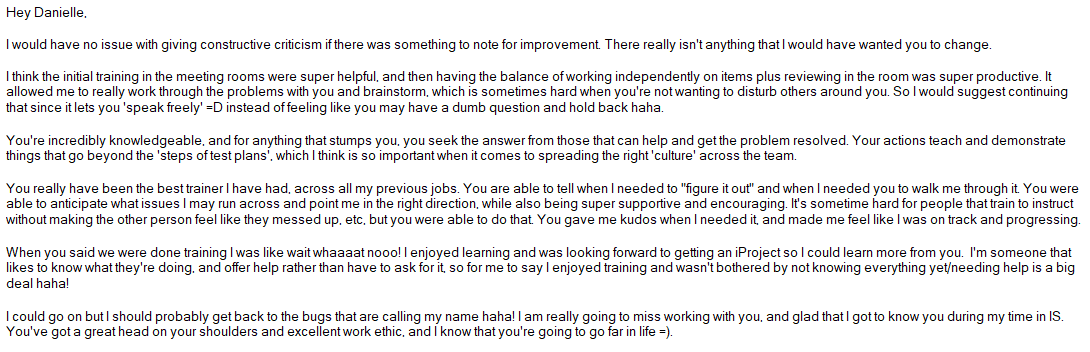 Hey Danielle,
I would have no issue with giving constructive criticism if there was something to note for improvement. There really isn't anything that I would have wanted you to change.
I think the initial training in the meeting rooms were super helpful, and then having the balance of working independently on items plus reviewing in the room was super productive. It
allowed me to really work through the problems with you and brainstorm, which is sometimes hard when you're not wanting to disturb others around you. So I would suggest continuing
that since it lets you 'speak freely' =D instead of feeling like you may have a dumb question and hold back haha.
You're incredibly knowledgeable, and for anything that stumps you, you seek the answer from those that can help and get the problem resolved. Your actions teach and demonstrate
things that go beyond the 'steps of test plans', which I think is so important when it comes to spreading the right 'culture' across the team.
You really have been the best trainer I have had, across all my previous jobs. You are able to tell when I needed to "figure it out" and when I needed you to walk me through it. You were
able to anticipate what issues I may run across and point me in the right direction, while also being super supportive and encouraging. It's sometime hard for people that train to instruct
without making the other person feel like they messed up, etc, but you were able to do that. You gave me kudos when I needed it, and made me feel like I was on track and progressing.
When you said we were done training I was like wait whaaaat nooo! I enjoyed learning and was looking forward to getting an iProject so I could learn more from you. I'm someone that
likes to know what they're doing, and offer help rather than have to ask for it, so for me to say I enjoyed training and wasn't bothered by not knowing everything yet/needing help is a big
deal haha!
I could go on but I should probably get back to the bugs that are calling my name haha! I am really going to miss working with you, and glad that I got to know you during my time in IS.
You've got a great head on your shoulders and excellent work ethic, and I know that you're going to go far in life =).